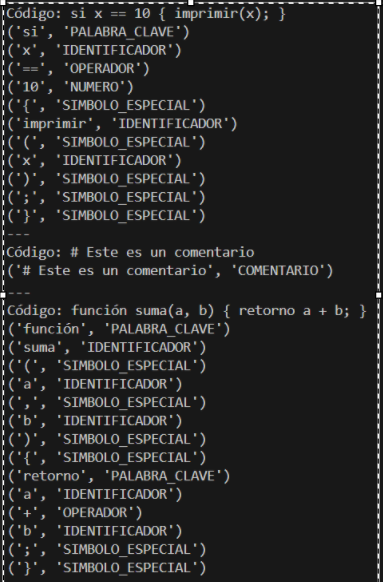 Código: si x == 10 { imprimir(x); }
('si', 'PALABRA_CLAVE')
('x', 'IDENTIFICADOR')
('==', 'OPERADOR')
('10', 'NUMERO')
('{', 'SIMBOLO_ESPECIAL')
('imprimir', 'IDENTIFICADOR')
('(', 'SIMBOLO_ESPECIAL')
('x', 'IDENTIFICADOR')
(')', 'SIMBOLO_ESPECIAL')
(';', 'SIMBOLO_ESPECIAL')
('}', 'SIMBOLO_ESPECIAL')
---
Código: # Este es un comentario
('# Este es un comentario', 'COMENTARIO')
---
Código: función suma(a, b) { retorno a + b; }
('función', 'PALABRA_CLAVE')
('suma', 'IDENTIFICADOR')
('(', 'SIMBOLO_ESPECIAL')
('a', 'IDENTIFICADOR')
(',', 'SIMBOLO_ESPECIAL')
('b', 'IDENTIFICADOR')
(')', 'SIMBOLO_ESPECIAL')
('{', 'SIMBOLO_ESPECIAL')
('retorno', 'PALABRA_CLAVE')
('a', 'IDENTIFICADOR')
('+', 'OPERADOR')
('b', 'IDENTIFICADOR')
(';', 'SIMBOLO_ESPECIAL')
('}', 'SIMBOLO_ESPECIAL')